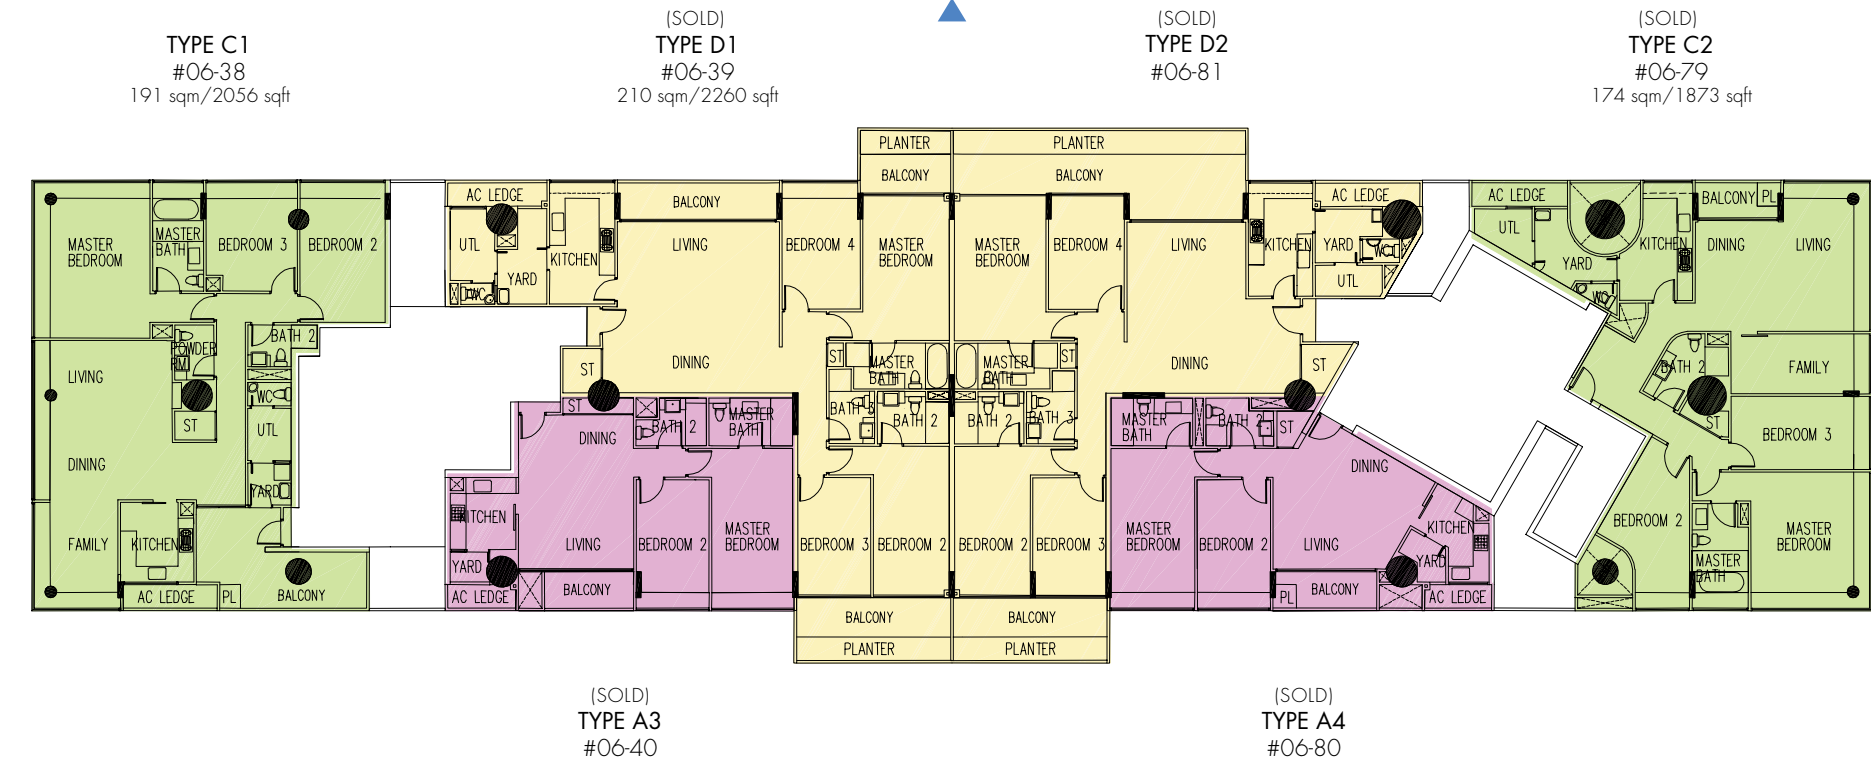 TYPE C1
#06-38
191 sqm/2056 sqft
(SOLD)
TYPE D1
#06-39
210 sqm/2260 sqft
(SOLD)
TYPE D2
#06-81
(SOLD)
TYPE C2
#06-79
174 sqm/1873 sqft
MASTER
BEDROOM
MASTER
BATH
BEDROOM 3
BEDROOM 2
POWDER
RM
BATH 2
LIVING
WC
ST
UTL
DINING
YARD
FAMILY
KITCHEN
AC LEDGE
PL
BALCONY
AC LEDGE
UTL
YARD
WC
KITCHEN
BALCONY
LIVING
BEDROOM 4
PLANTER
BALCONY
MASTER
BEDROOM
DINING
ST
ST
MASTER
BATH
BATH 3
BATH 2
BEDROOM 3
BEDROOM 2
BALCONY
PLANTER
PLANTER
BALCONY
MASTER
BEDROOM
BEDROOM 4
LIVING
KITCHEN
AC LEDGE
YARD
WC
UTL
DINING
ST
ST
MASTER
BATH
BATH 2
BATH 3
BEDROOM 2
BEDROOM 3
BALCONY
PLANTER
ST
DINING
BATH 2
MASTER
BATH
KITCHEN
LIVING
BEDROOM 2
MASTER
BEDROOM
YARD
AC LEDGE
BALCONY
MASTER
BATH
BATH 2
ST
DINING
MASTER
BEDROOM
BEDROOM 2
LIVING
KITCHEN
YARD
PL
BALCONY
AC LEDGE
AC LEDGE
UTL
YARD
WC
KITCHEN
BALCONY
PL
DINING
LIVING
BATH 2
FAMILY
ST
BEDROOM 3
BEDROOM 2
MASTER
BATH
MASTER
BEDROOM
(SOLD)
TYPE A3
#06-40
(SOLD)
TYPE A4
#06-80